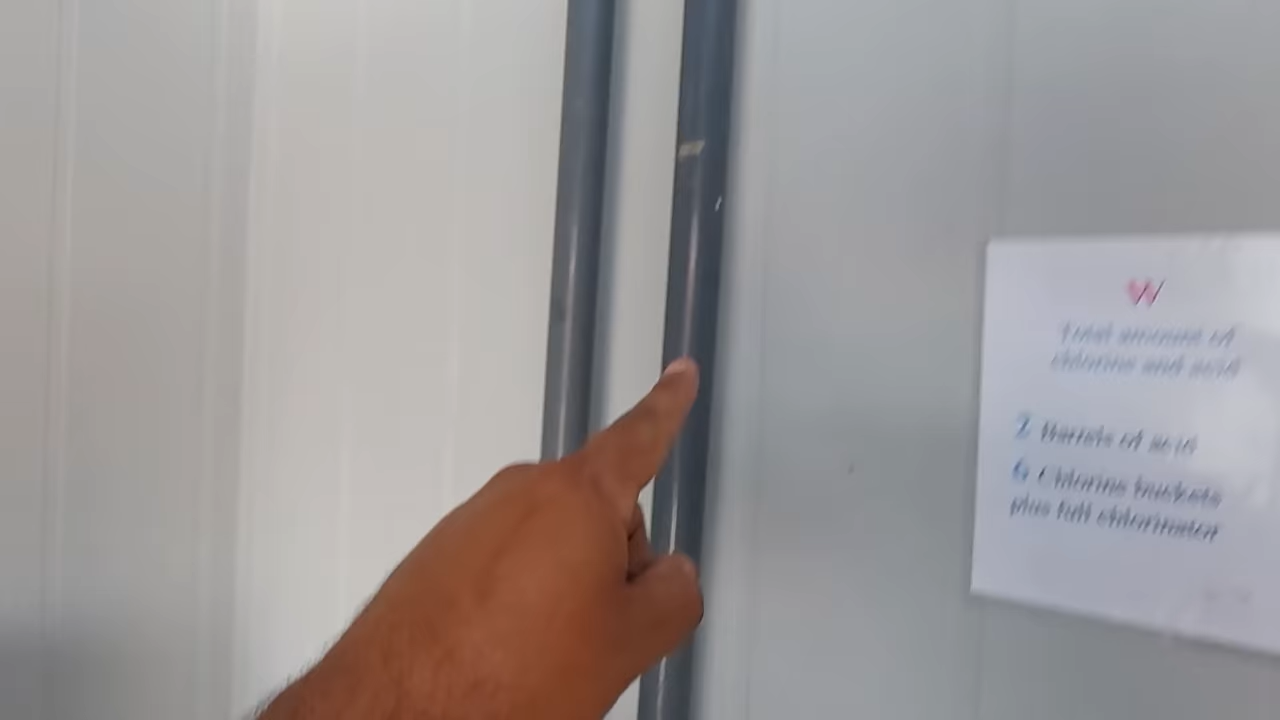 W
Total amount of
chlorine and acid
2 Barrels of acid
6 Chlorine buckets
plus full chlorinator